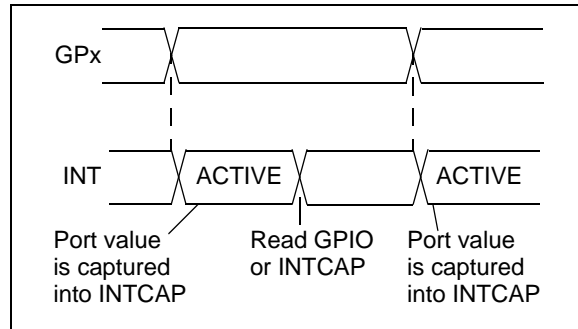 GPx
INT
ACTIVE
ACTIVE
Port value
is captured
into INTCAP
Read GPIO
or INTCAP
Port value
is captured
into INTCAP